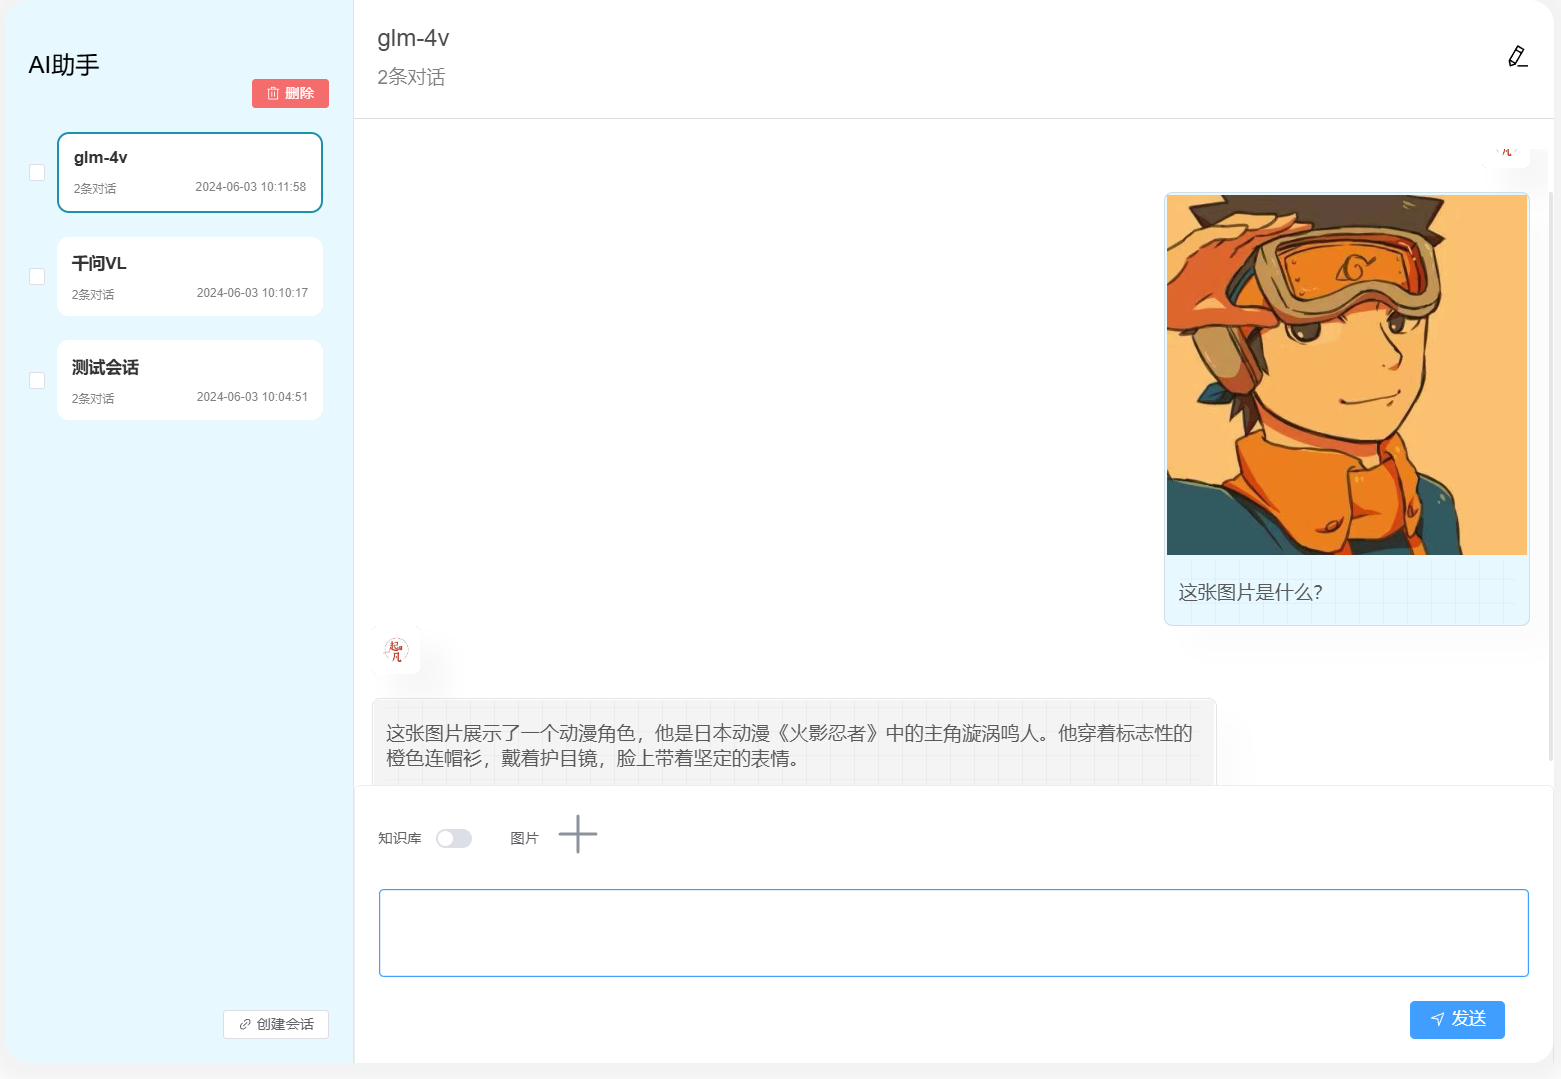 AI助手
删除
glm-4v
2条对话
2024-06-03 10:11:58
千问VL
2条对话
2024-06-03 10:10:17
测试会话
2条对话
2024-06-03 10:04:51
创建会话
glm-4v
2条对话
凡
这张图片是什么?
起
凡
这张图片展示了一个动漫角色，他是日本动漫《火影忍者》中的主角漩涡鸣人。他穿着标志性的
橙色连帽衫，戴着护目镜，脸上带着坚定的表情。
知识库
图片
发送